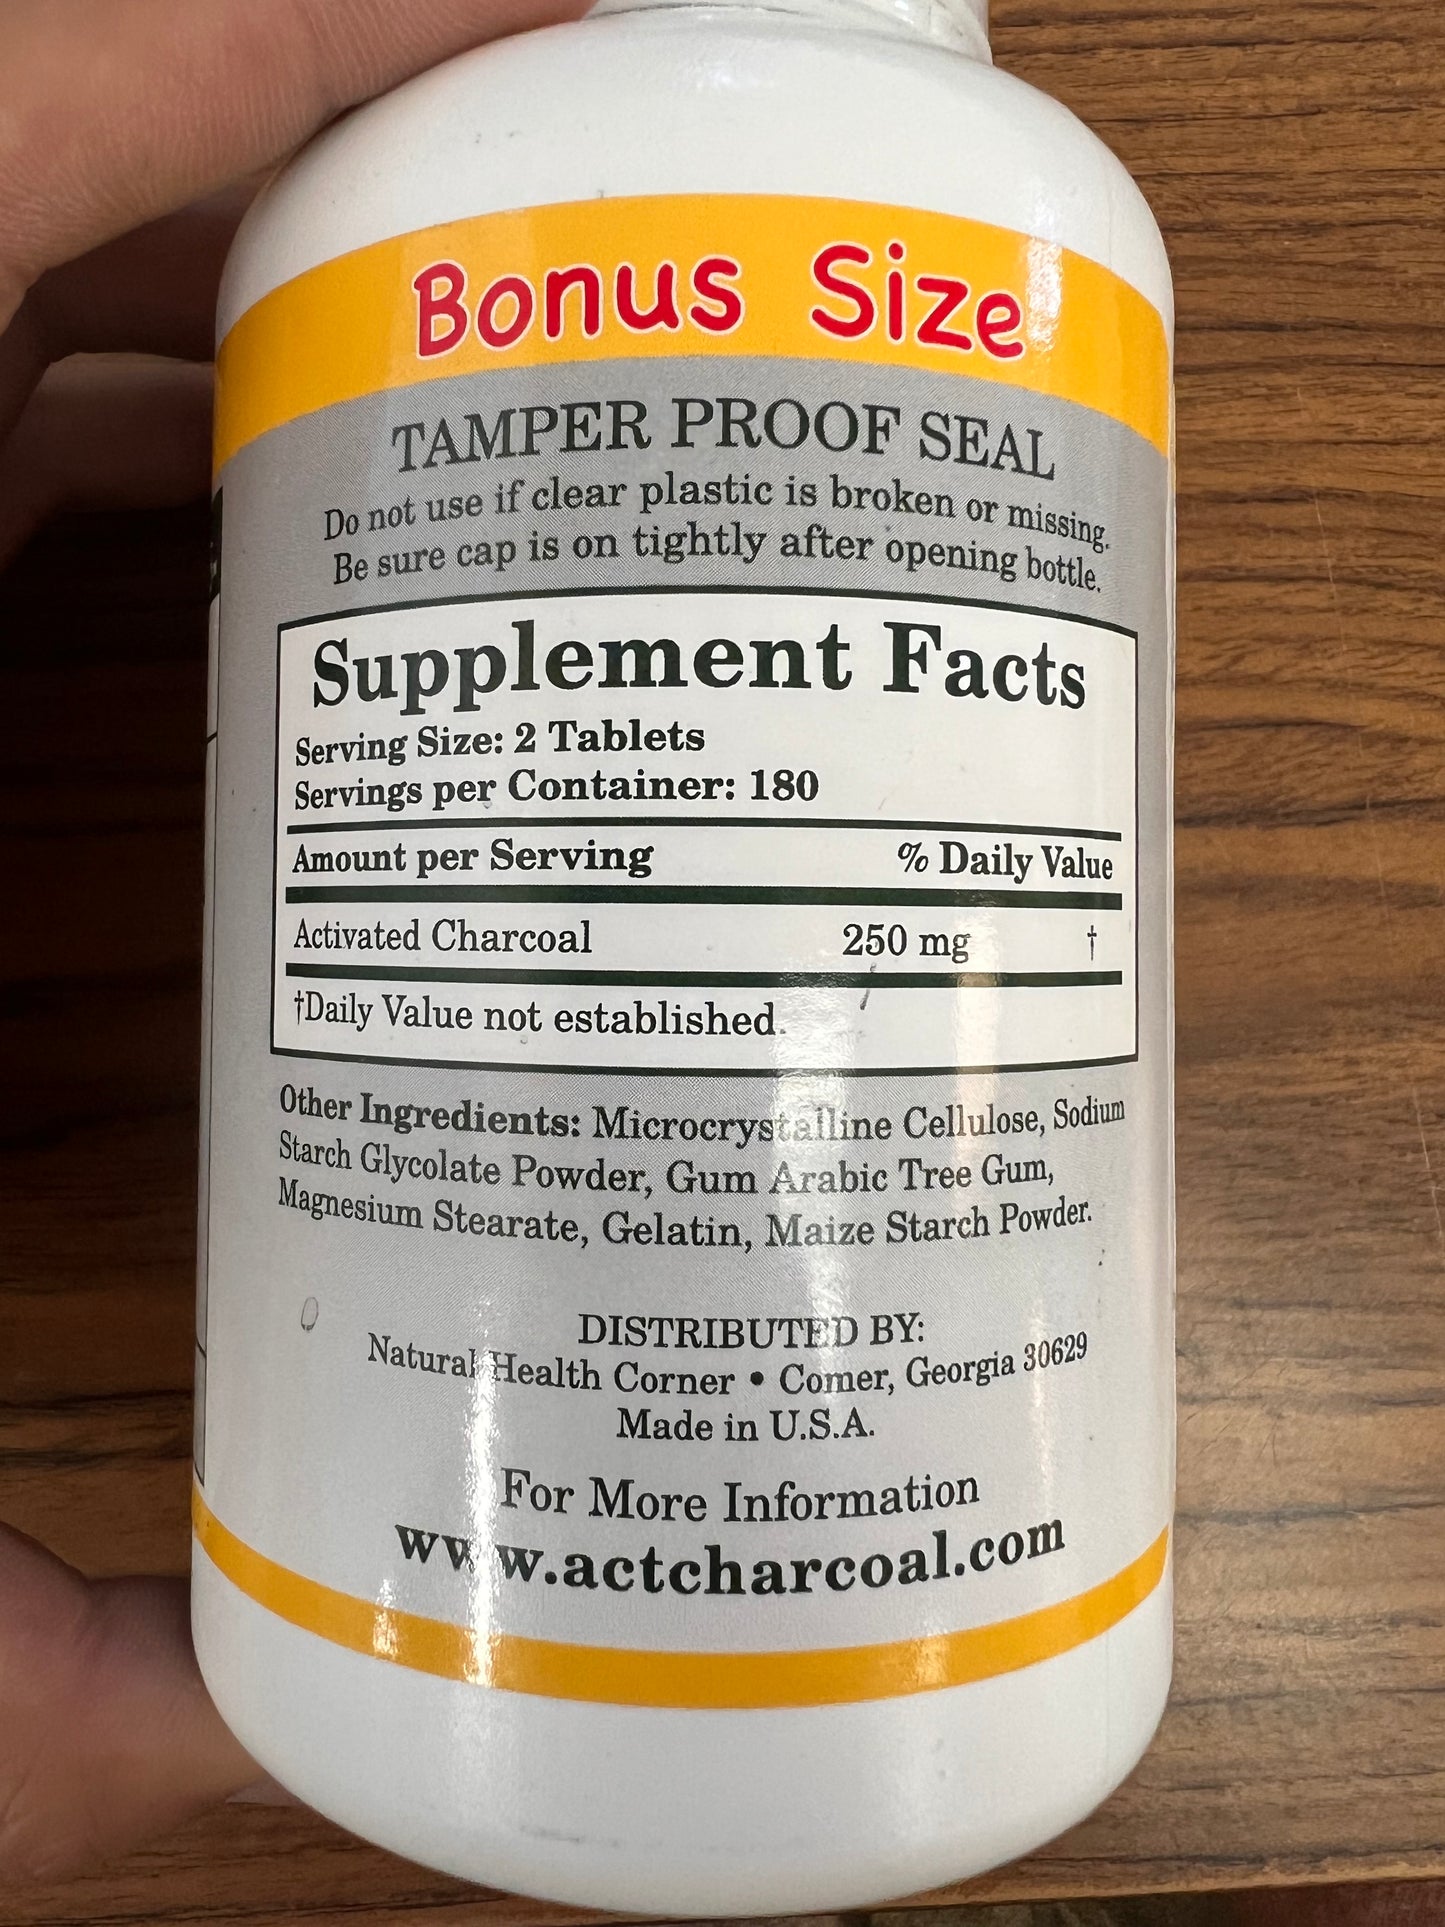 Bonus Size
TAMPER PROOF SEAL
Do not use if clear plastic is broken or missing.
Be sure cap is on tightly after opening bottle.
Supplement Facts
Serving Size: 2 Tablets
Servings per Container: 180
Amount per Serving % Daily Value
Activated Charcoal 250 mg †
†Daily Value not established.
Other Ingredients: Microcrystalline Cellulose, Sodium
Starch Glycolate Powder, Gum Arabic Tree Gum,
Magnesium Stearate, Gelatin, Maize Starch Powder.
DISTRIBUTED BY:
Natural Health Corner • Comer, Georgia 30629
Made in U.S.A.
For More Information
www.actcharcoal.com